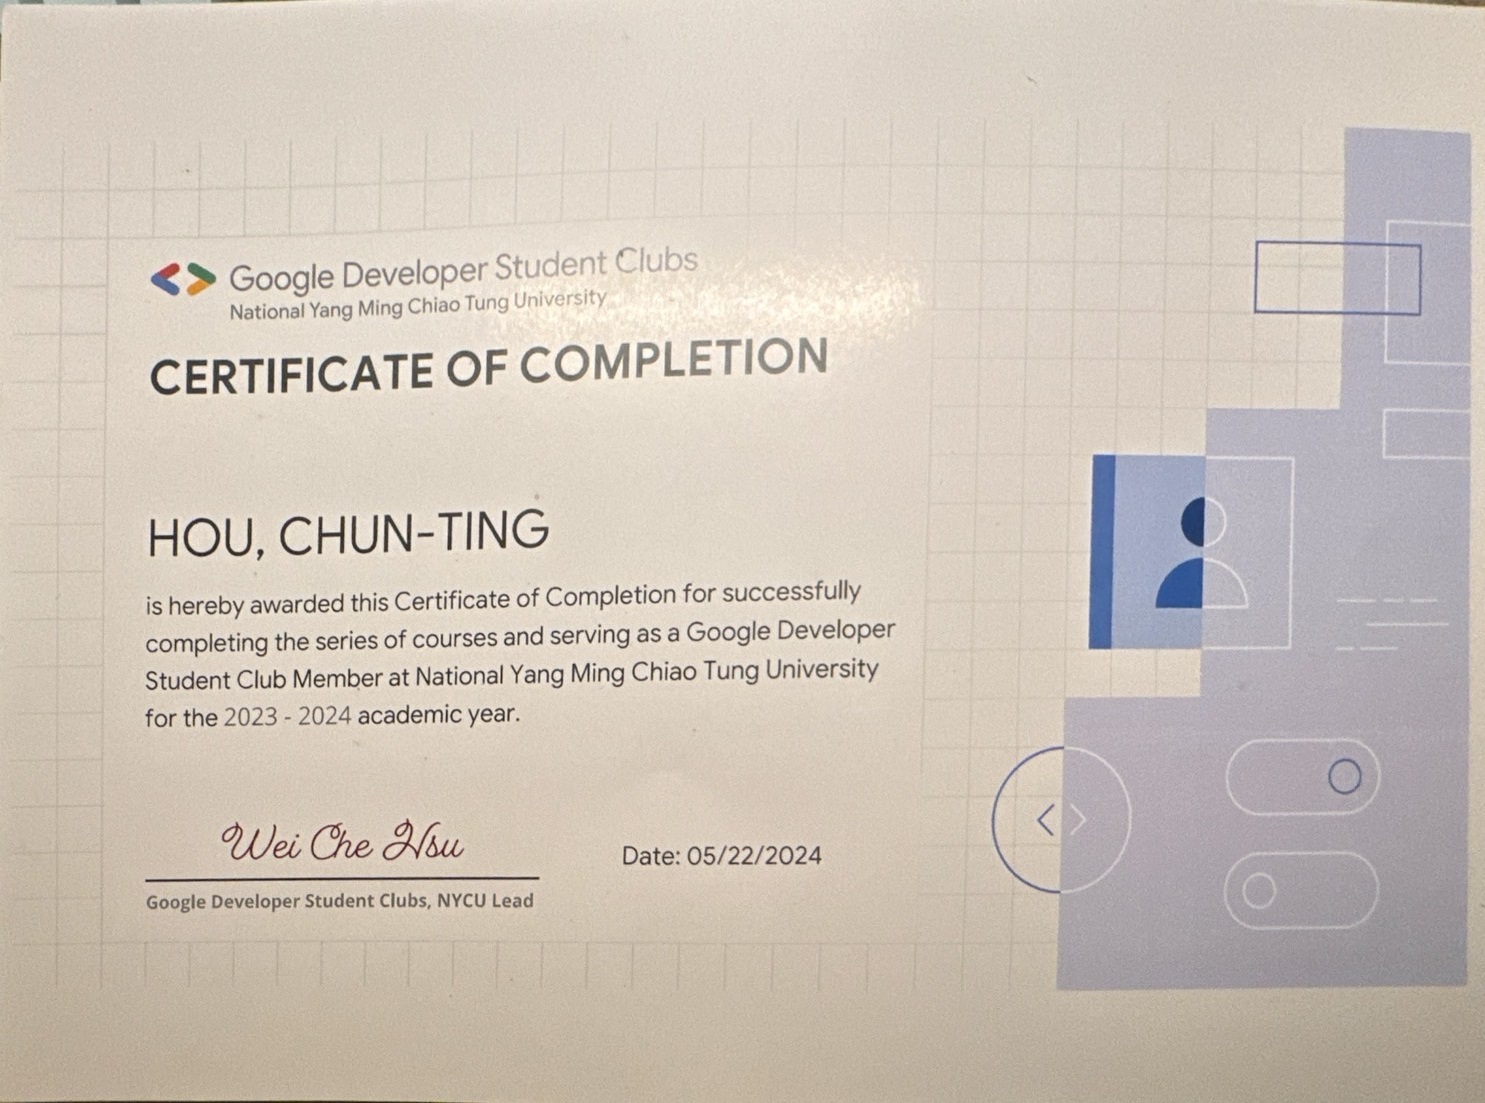 Google Developer Student Clubs
National Yang Ming Chiao Tung University
CERTIFICATE OF COMPLETION
HOU, CHUN-TING
is hereby awarded this Certificate of Completion for successfully
completing the series of courses and serving as a Google Developer
Student Club Member at National Yang Ming Chiao Tung University
for the 2023 - 2024 academic year.
Wei Che Hsu
Date: 05/22/2024
Google Developer Student Clubs, NYCU Lead